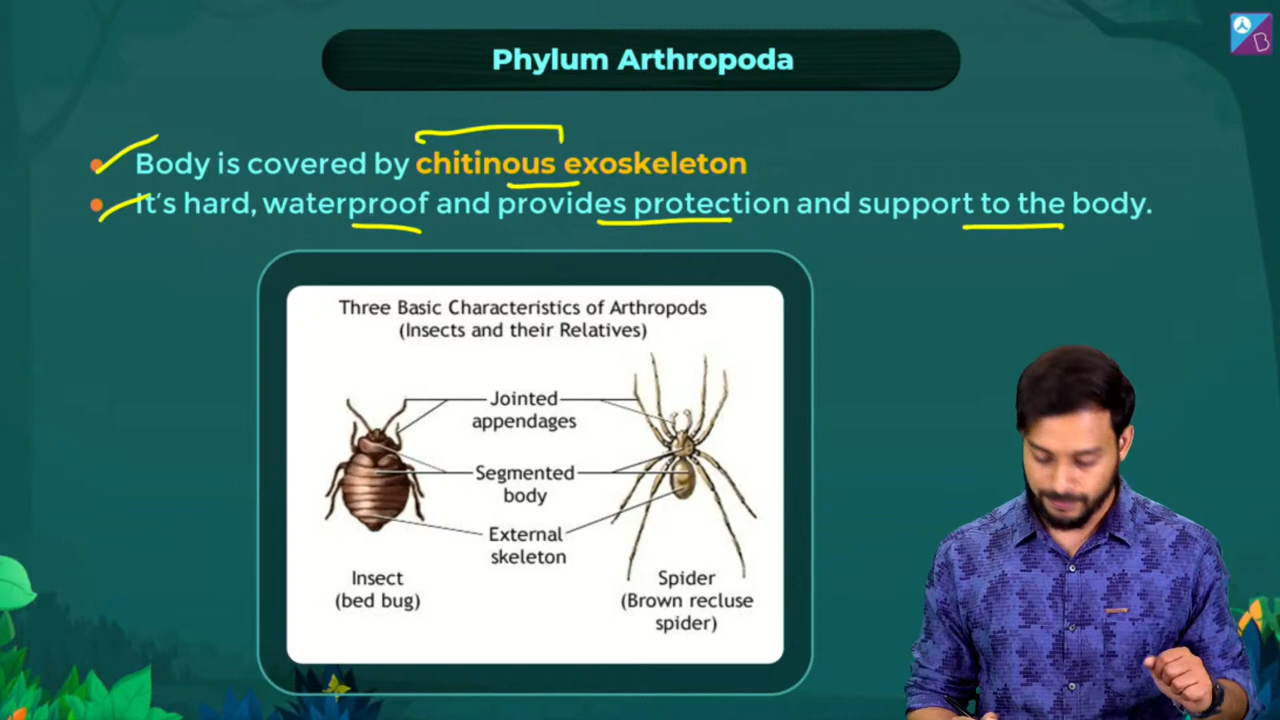 Phylum Arthropoda
Body is covered by chitinous exoskeleton
It's hard, waterproof and provides protection and support to the body.
Three Basic Characteristics of Arthropods
(Insects and their Relatives)
Jointed
appendages
Segmented
body
External
skeleton
Insect
(bed bug)
Spider
(Brown recluse
spider)
B